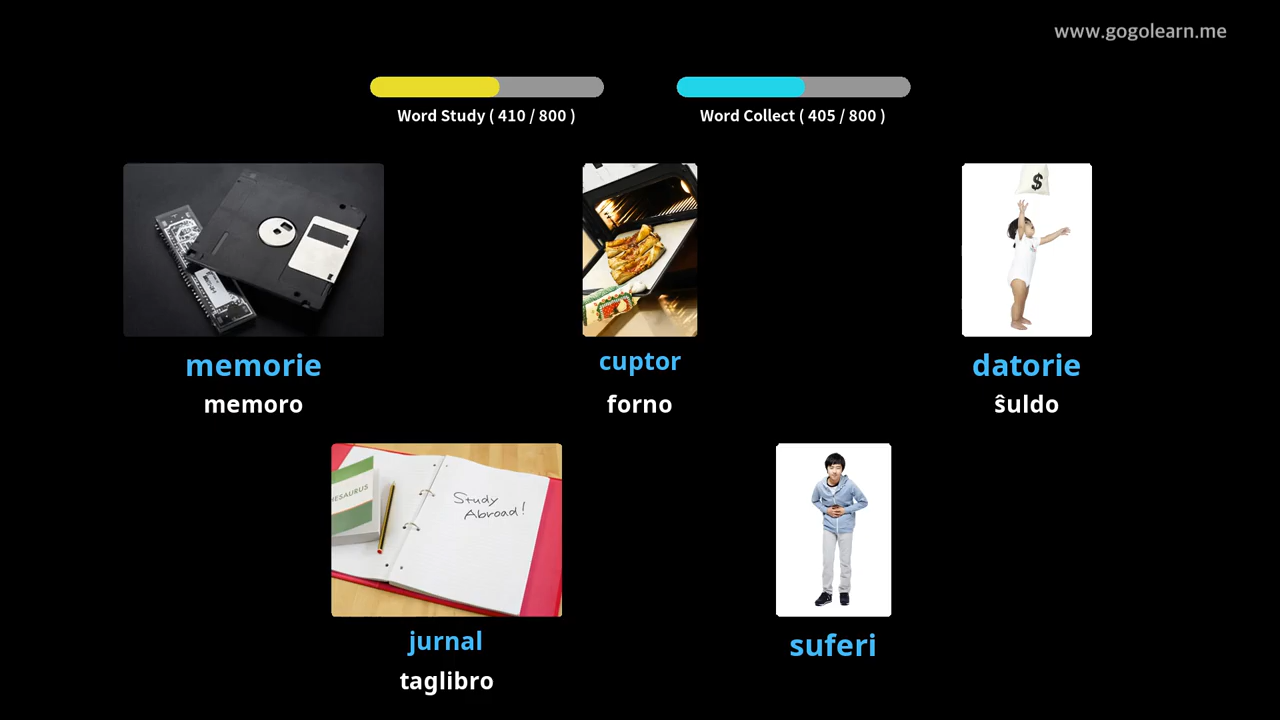 www.gogolearn.me
Word Study ( 410 / 800 )
Word Collect ( 405 / 800 )
$
memorie
memoro
cuptor
forno
datorie
ŝuldo
ESAURUS
Study
Abroad!
jurnal
taglibro
suferi